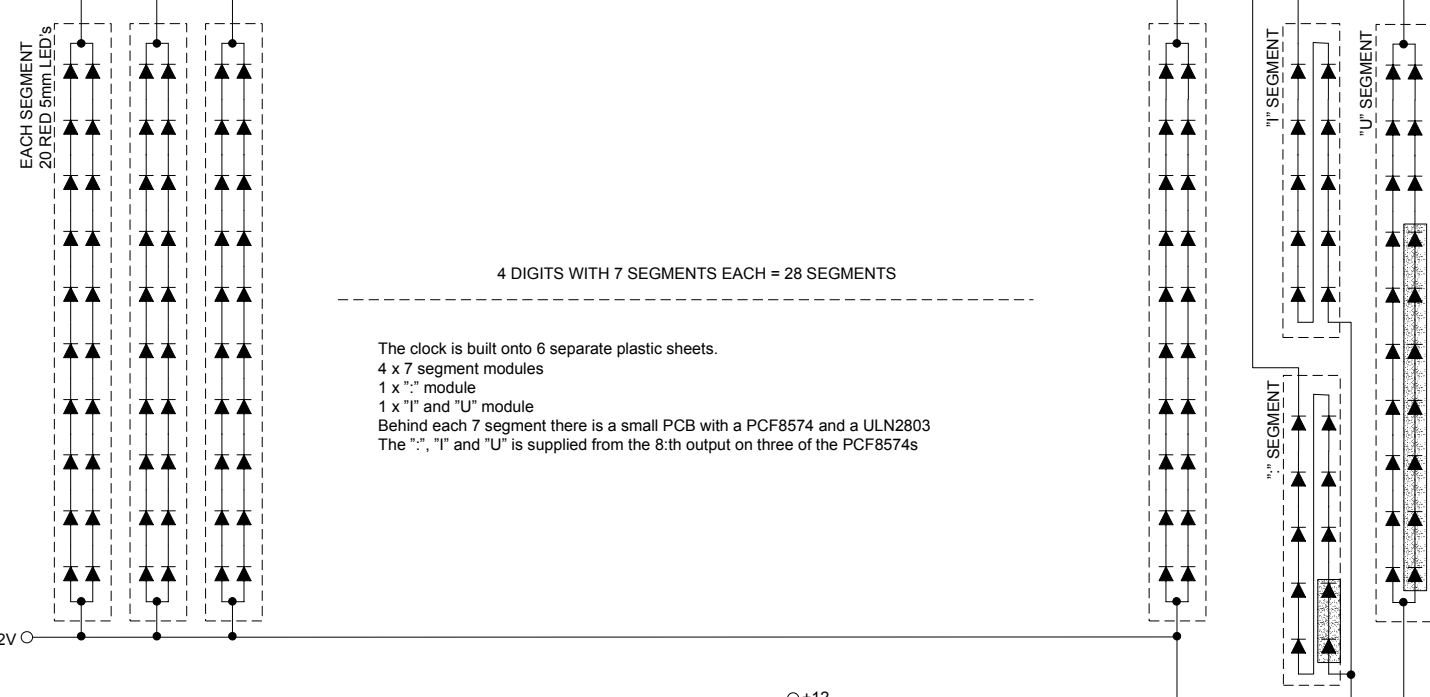 EACH SEGMENT
20 RED 5mm LED's
4 DIGITS WITH 7 SEGMENTS EACH = 28 SEGMENTS
The clock is built onto 6 separate plastic sheets.
4 x 7 segment modules
1 x ":" module
1 x "I" and "U" module
Behind each 7 segment there is a small PCB with a PCF8574 and a ULN2803
The ":", "I" and "U" is supplied from the 8:th output on three of the PCF8574s
"I" SEGMENT
"U" SEGMENT
":" SEGMENT
2V
+12